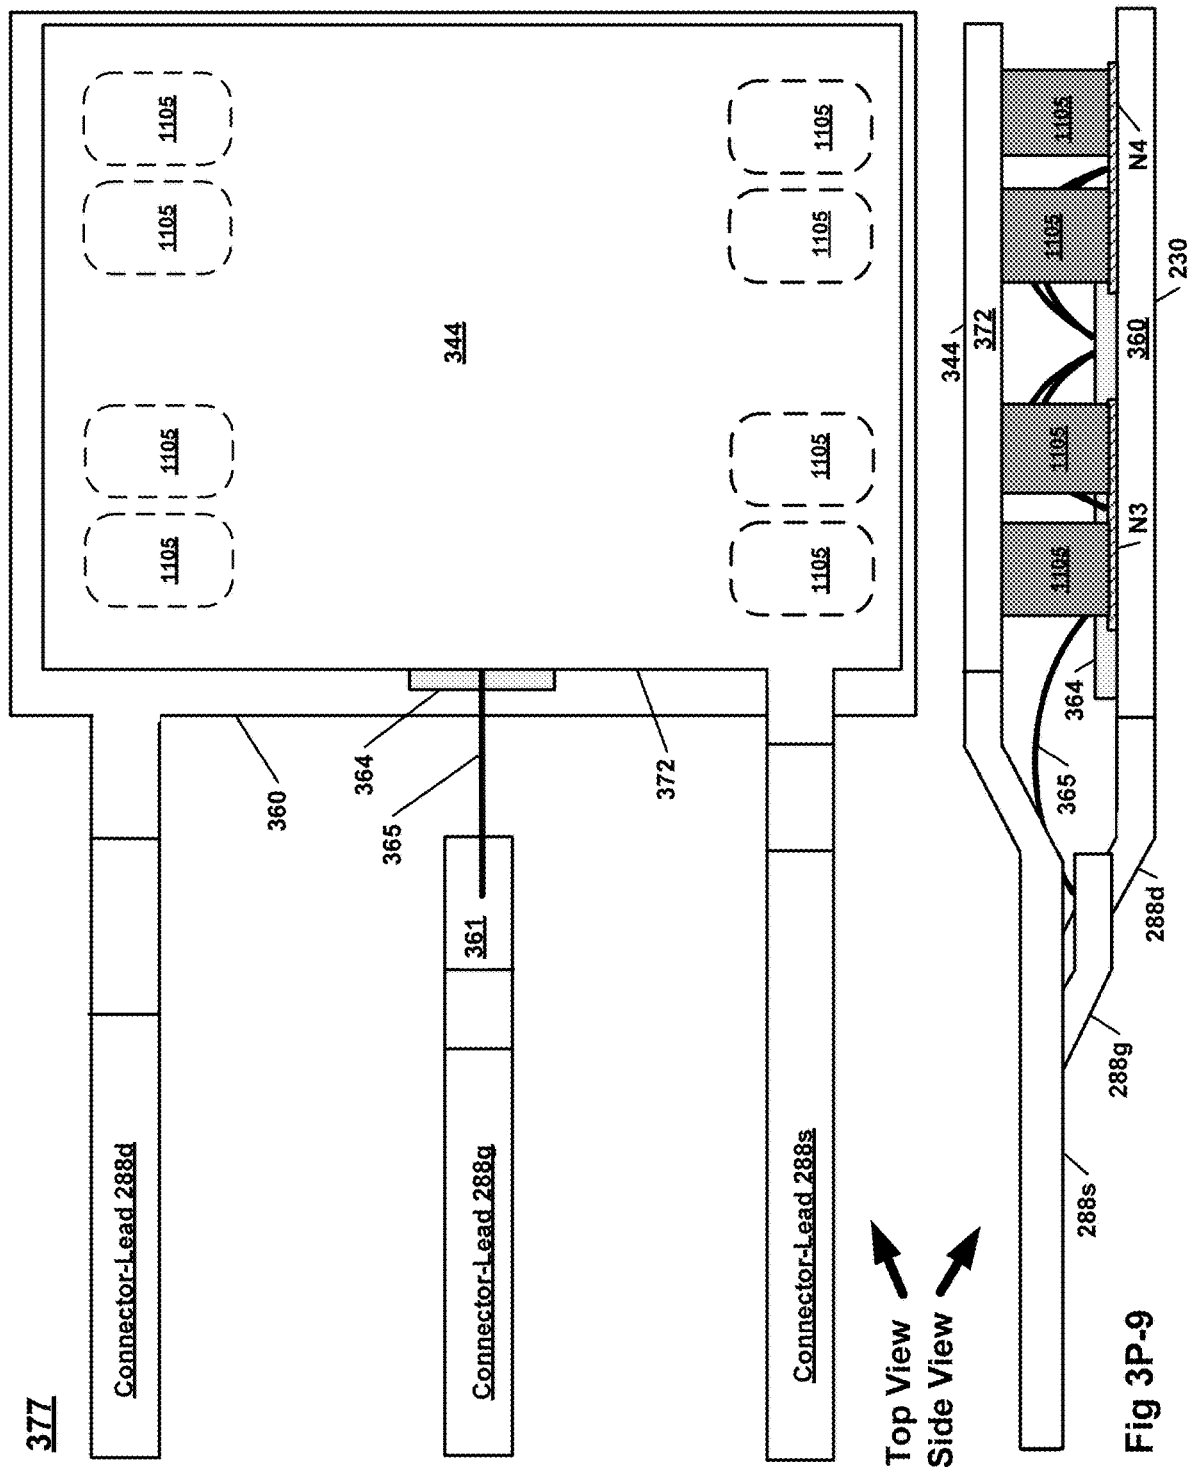 377
Connector-Lead 288d
360
1105
1105
1105
1105
Connector-Lead 288g
361
365
364
344
Connector-Lead 288s
372
1105
1105
1105
1105
Top View
Side View
344
372
1105
1105
1105
1105
288s
288g
365
364
288d
N3
360
N4
230
Fig 3P-9